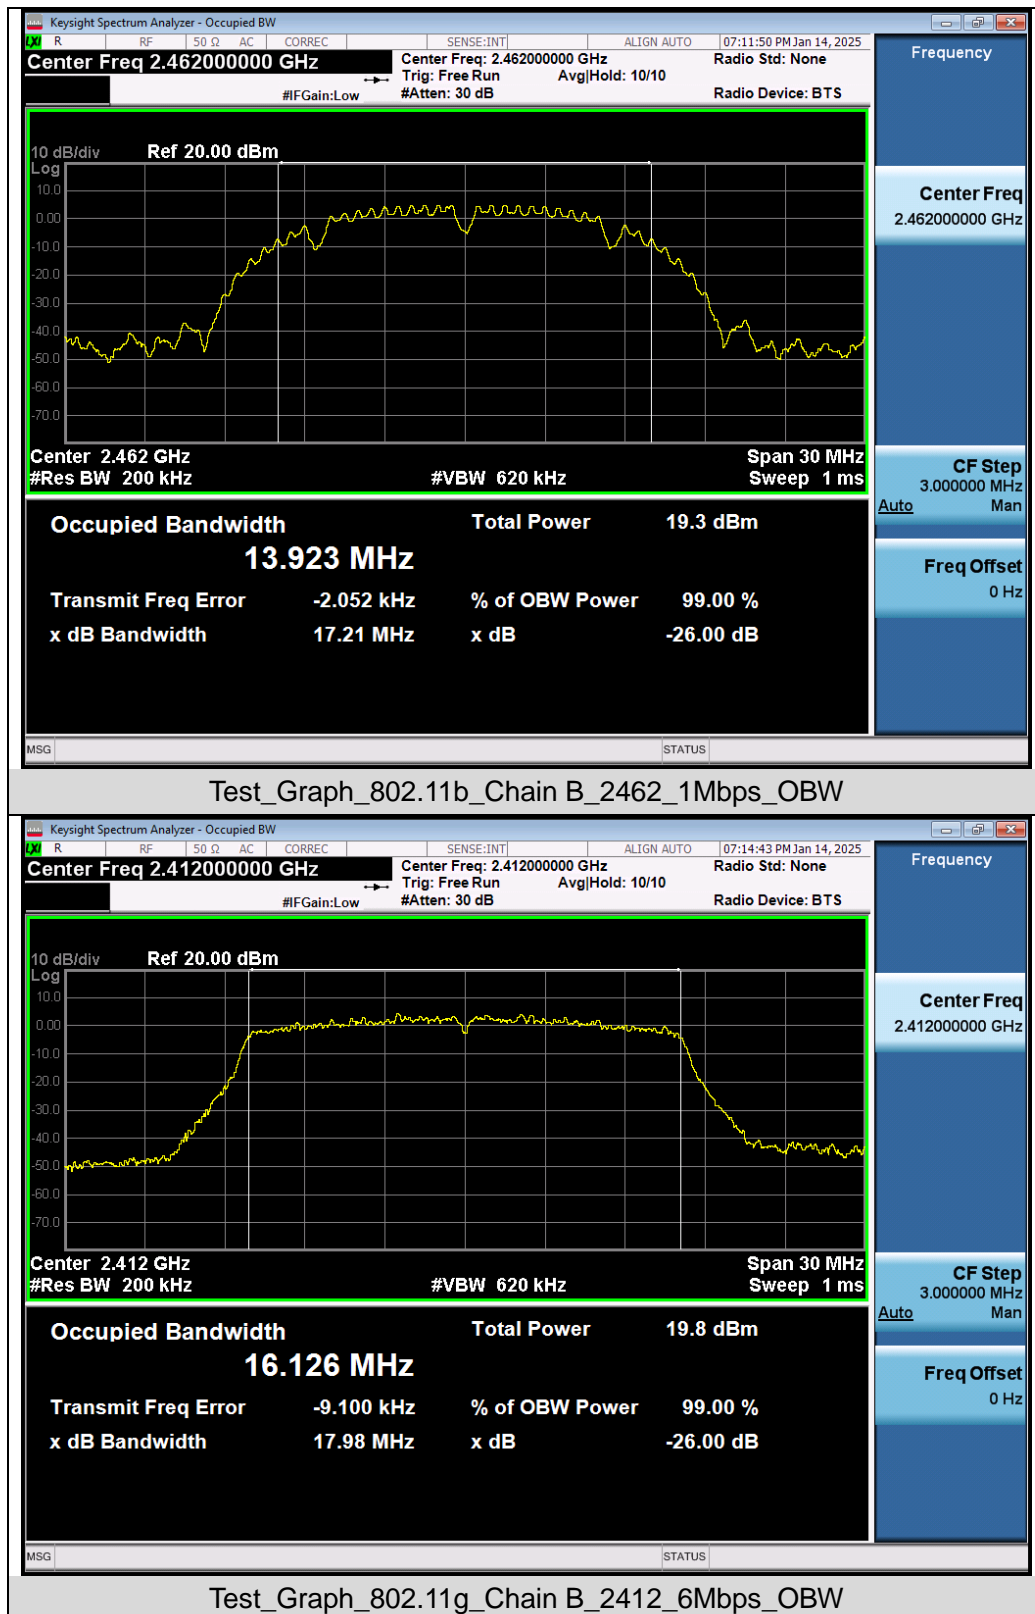 Keysight Spectrum Analyzer - Occupied BW
LXI R RF 50 Ω AC CORREC SENSE:INT ALIGN AUTO 07:11:50 PM Jan 14, 2025
Center Freq 2.462000000 GHz
Center Freq: 2.462000000 GHz
Radio Std: None
Trig: Free Run Avg|Hold: 10/10
#IFGain:Low #Atten: 30 dB Radio Device: BTS
Frequency
10 dB/div Ref 20.00 dBm
Log
10.0
0.00
-10.0
-20.0
-30.0
-40.0
-50.0
-60.0
-70.0
Center 2.462 GHz Span 30 MHz
#Res BW 200 kHz #VBW 620 kHz Sweep 1 ms
Center Freq
2.462000000 GHz
CF Step
3.000000 MHz
Auto Man
Freq Offset
0 Hz
Occupied Bandwidth Total Power 19.3 dBm
13.923 MHz
Transmit Freq Error -2.052 kHz % of OBW Power 99.00 %
x dB Bandwidth 17.21 MHz x dB -26.00 dB
MSG STATUS
Test_Graph_802.11b_Chain B_2462_1Mbps_OBW
Keysight Spectrum Analyzer - Occupied BW
LXI R RF 50 Ω AC CORREC SENSE:INT ALIGN AUTO 07:14:43 PM Jan 14, 2025
Center Freq 2.412000000 GHz
Center Freq: 2.412000000 GHz
Radio Std: None
Trig: Free Run Avg|Hold: 10/10
#IFGain:Low #Atten: 30 dB Radio Device: BTS
Frequency
10 dB/div Ref 20.00 dBm
Log
10.0
0.00
-10.0
-20.0
-30.0
-40.0
-50.0
-60.0
-70.0
Center 2.412 GHz Span 30 MHz
#Res BW 200 kHz #VBW 620 kHz Sweep 1 ms
Center Freq
2.412000000 GHz
CF Step
3.000000 MHz
Auto Man
Freq Offset
0 Hz
Occupied Bandwidth Total Power 19.8 dBm
16.126 MHz
Transmit Freq Error -9.100 kHz % of OBW Power 99.00 %
x dB Bandwidth 17.98 MHz x dB -26.00 dB
MSG STATUS
Test_Graph_802.11g_Chain B_2412_6Mbps_OBW